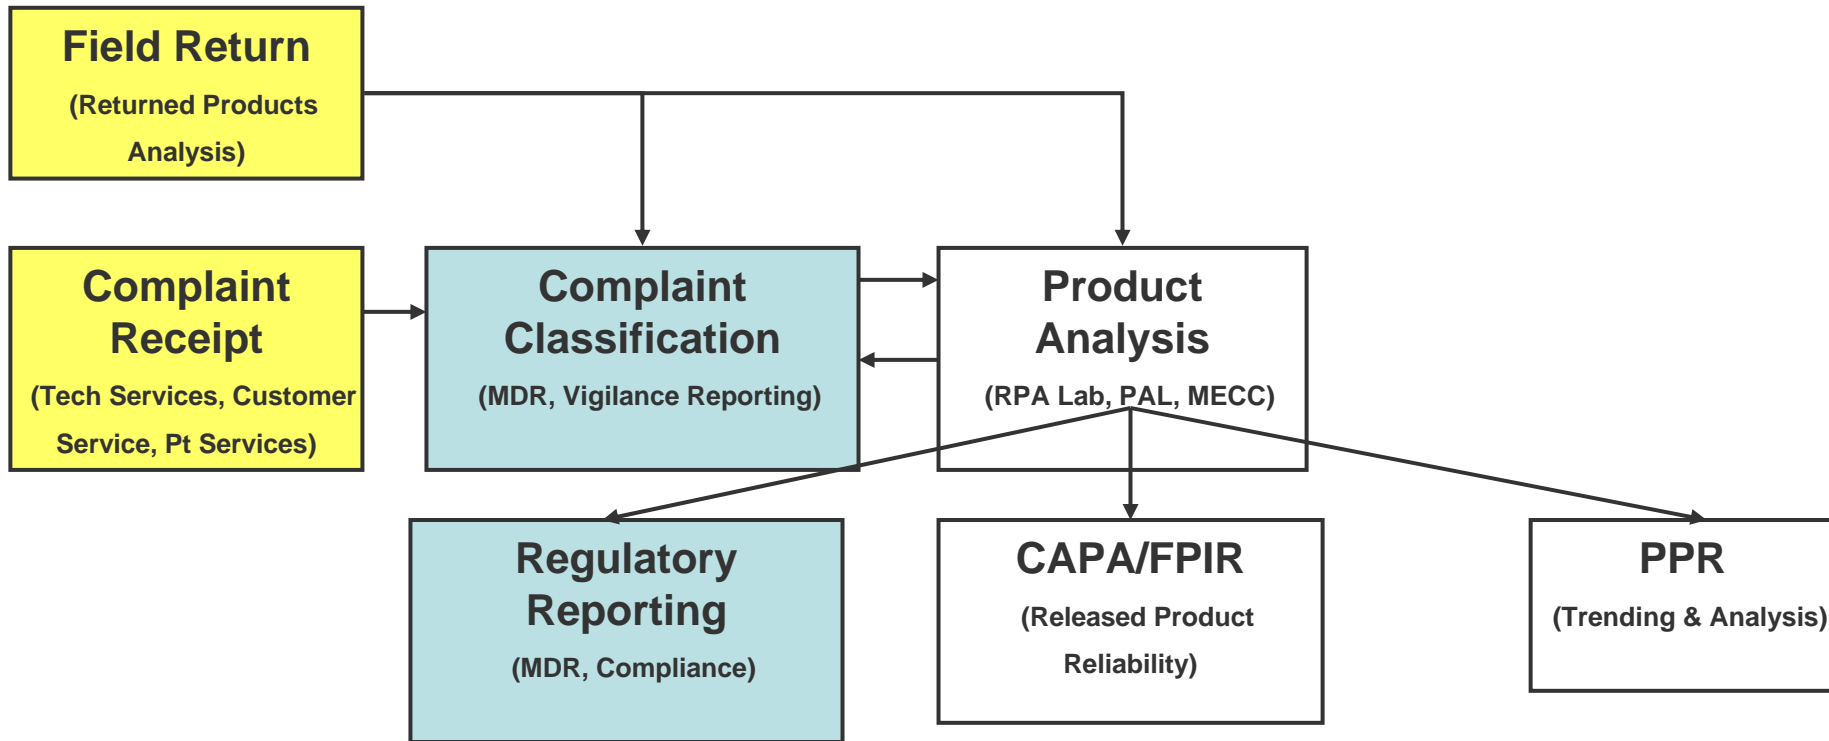 Field Return
(Returned Products
Analysis)
Complaint
Receipt
(Tech Services, Customer
Service, Pt Services)
Complaint
Classification
(MDR, Vigilance Reporting)
Product
Analysis
(RPA Lab, PAL, MECC)
Regulatory
Reporting
(MDR, Compliance)
CAPA/FPIR
(Released Product
Reliability)
PPR
(Trending & Analysis)